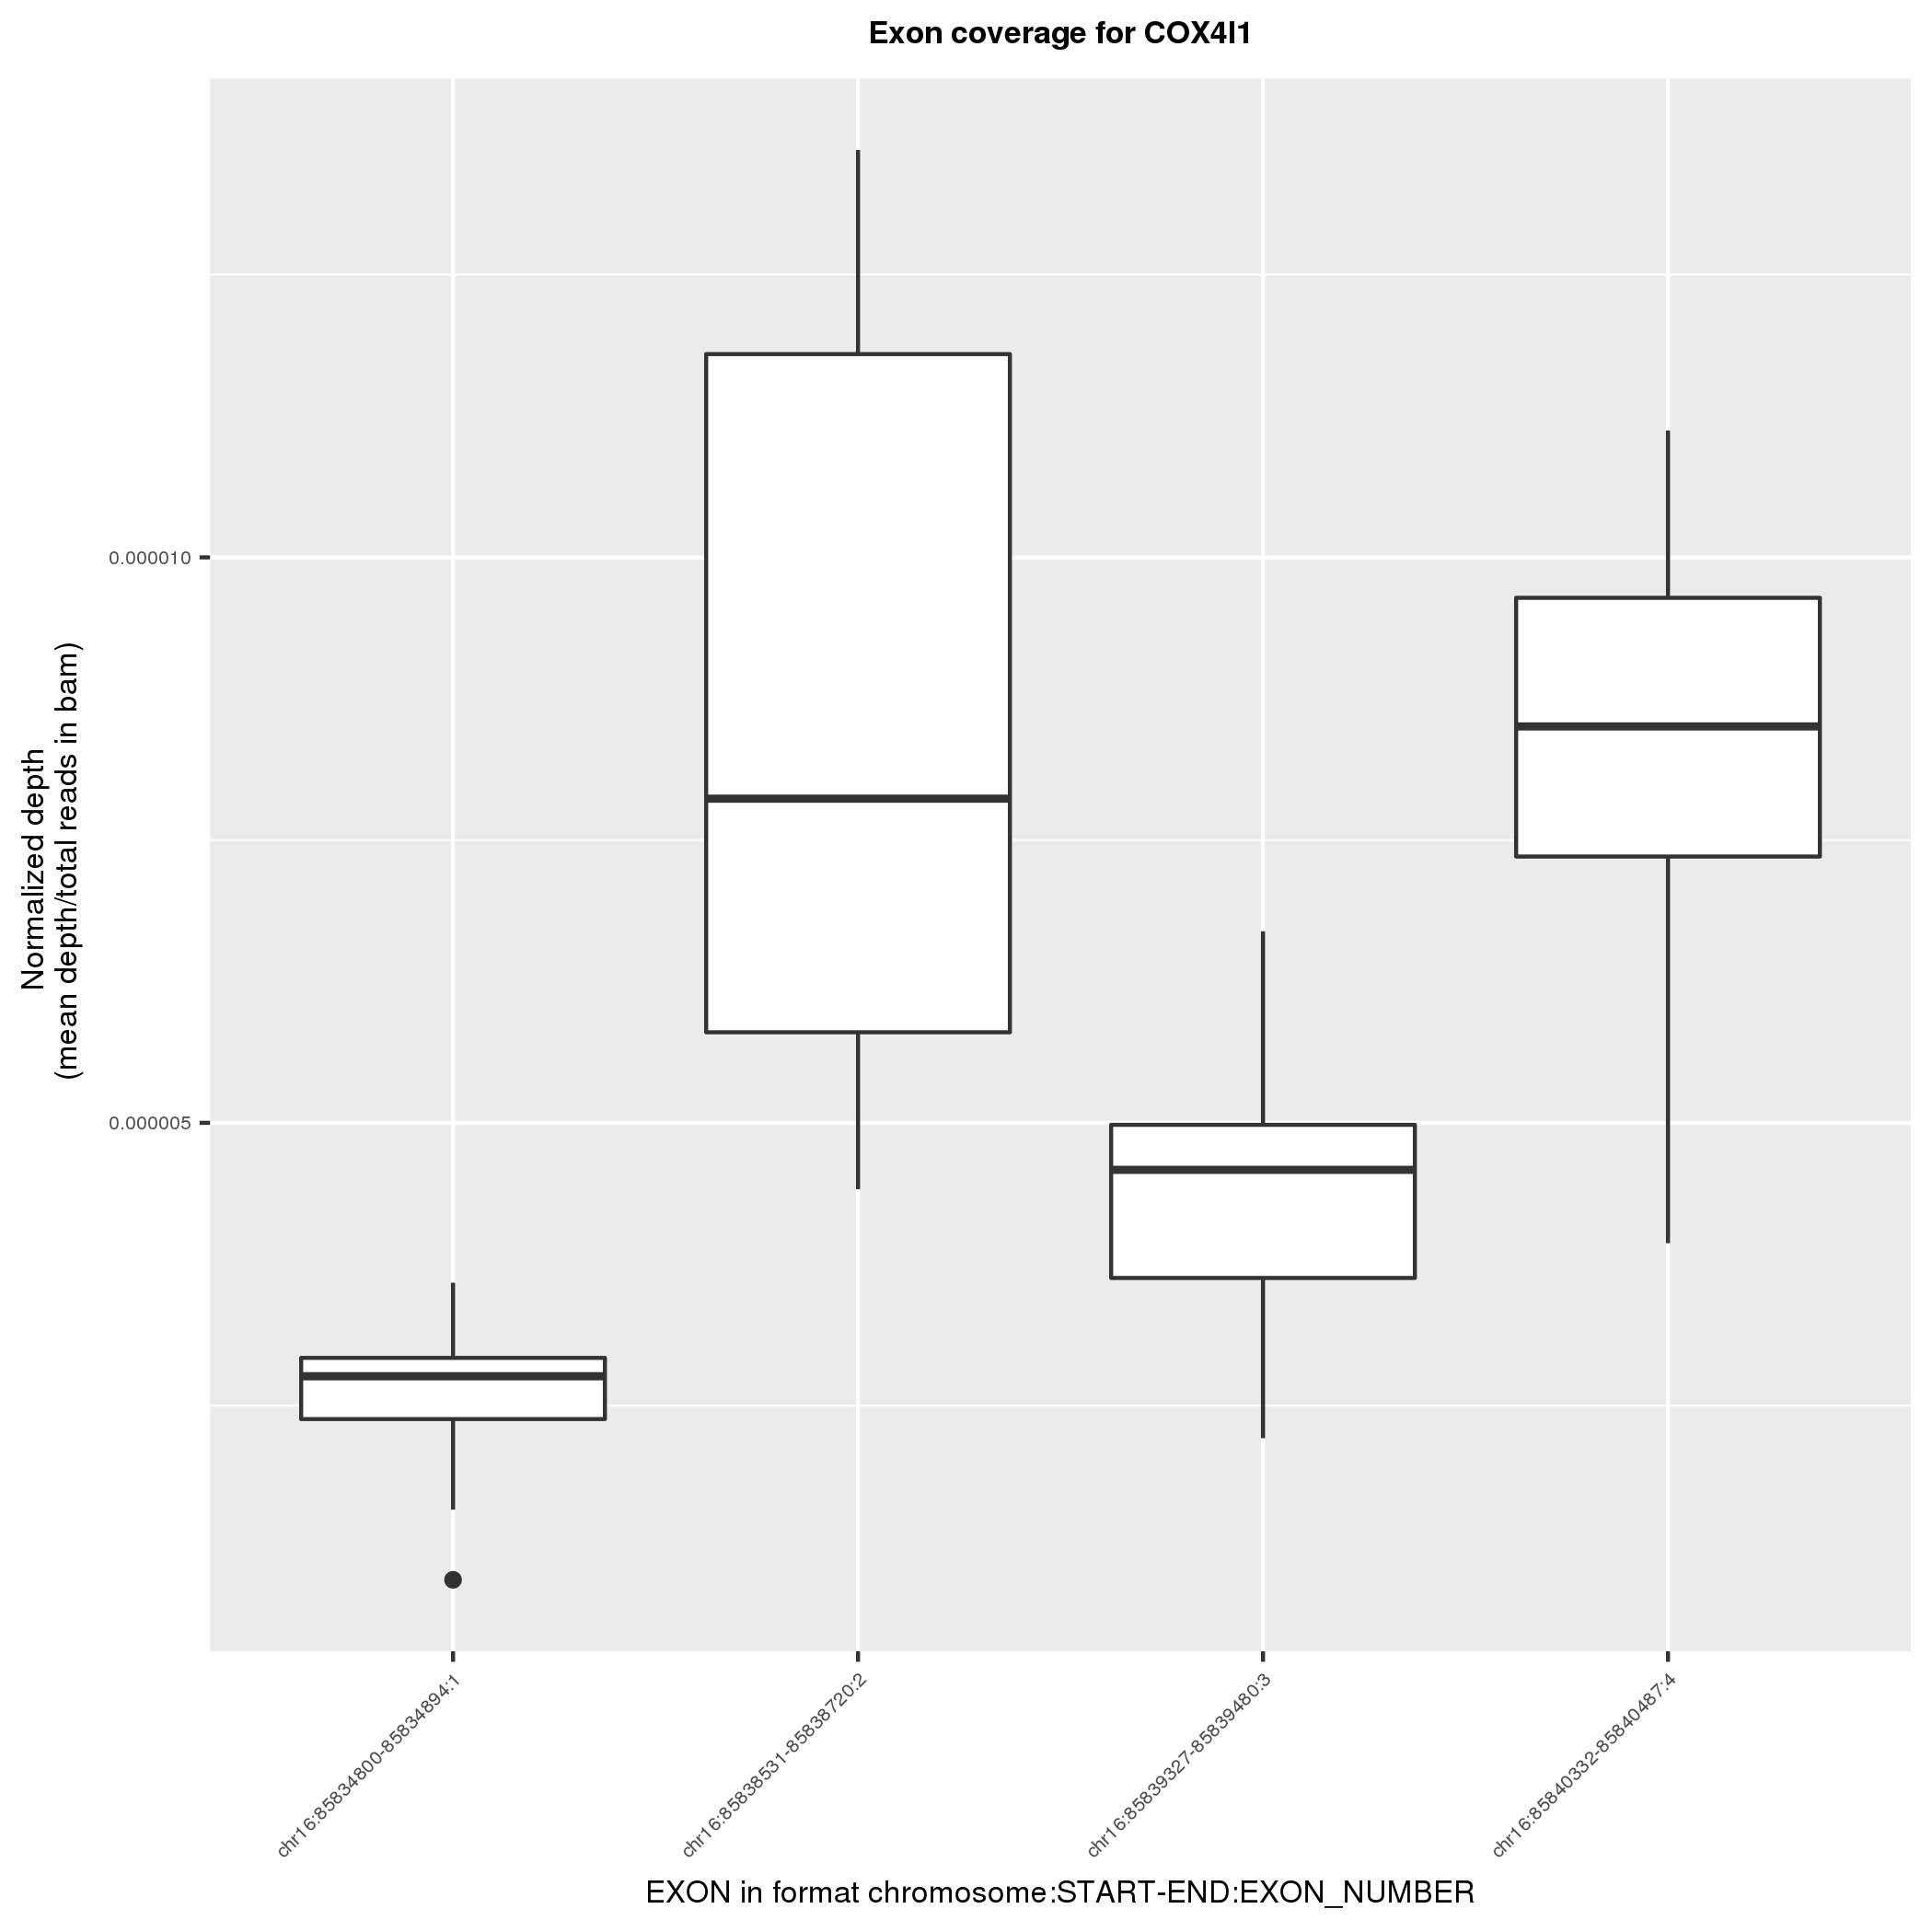 Exon coverage for COX4I1
Normalized depth
(mean depth/total reads in bam)
0.000010
0.000005
chr16:85834800-85834894:1
chr16:85838531-85838720:2
chr16:85839327-85839480:3
chr16:85840332-85840487:4
EXON in format chromosome:START-END:EXON_NUMBER